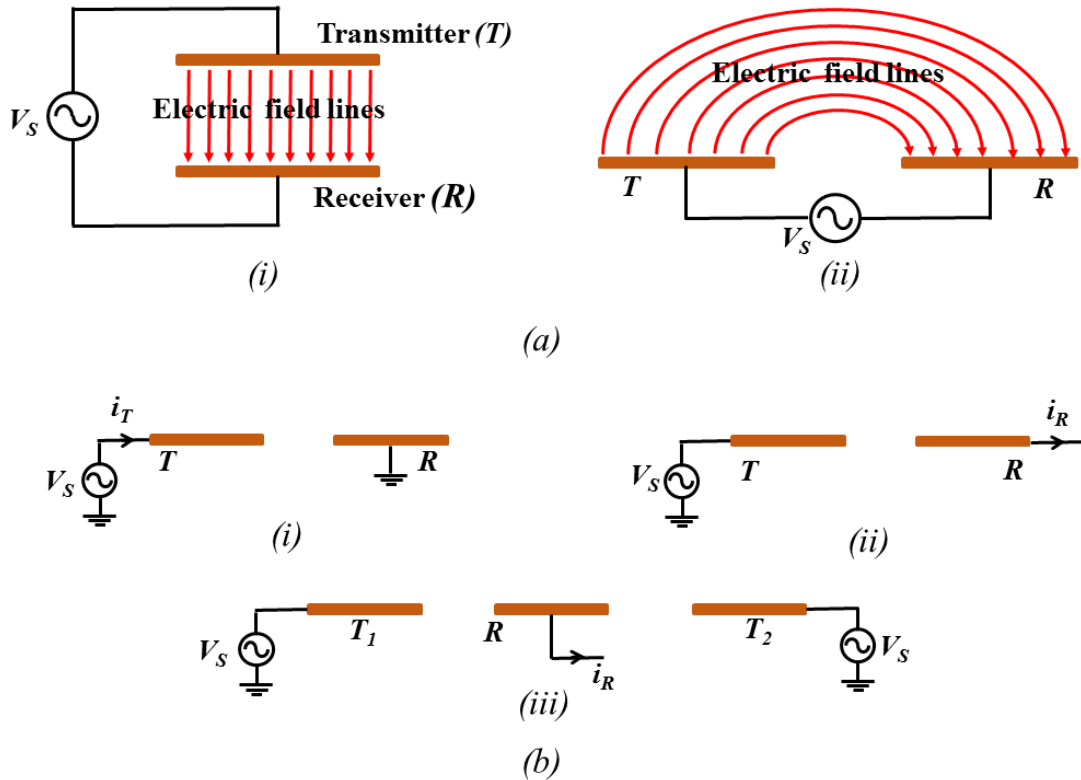 Transmitter (T)
Electric field lines
V_S
Receiver (R)
(i)
Electric field lines
T
R
V_S
(ii)
(a)
i_T
T
R
V_S
(i)
i_R
T
R
V_S
(ii)
T_1
R
T_2
V_S
V_S
i_R
(iii)
(b)